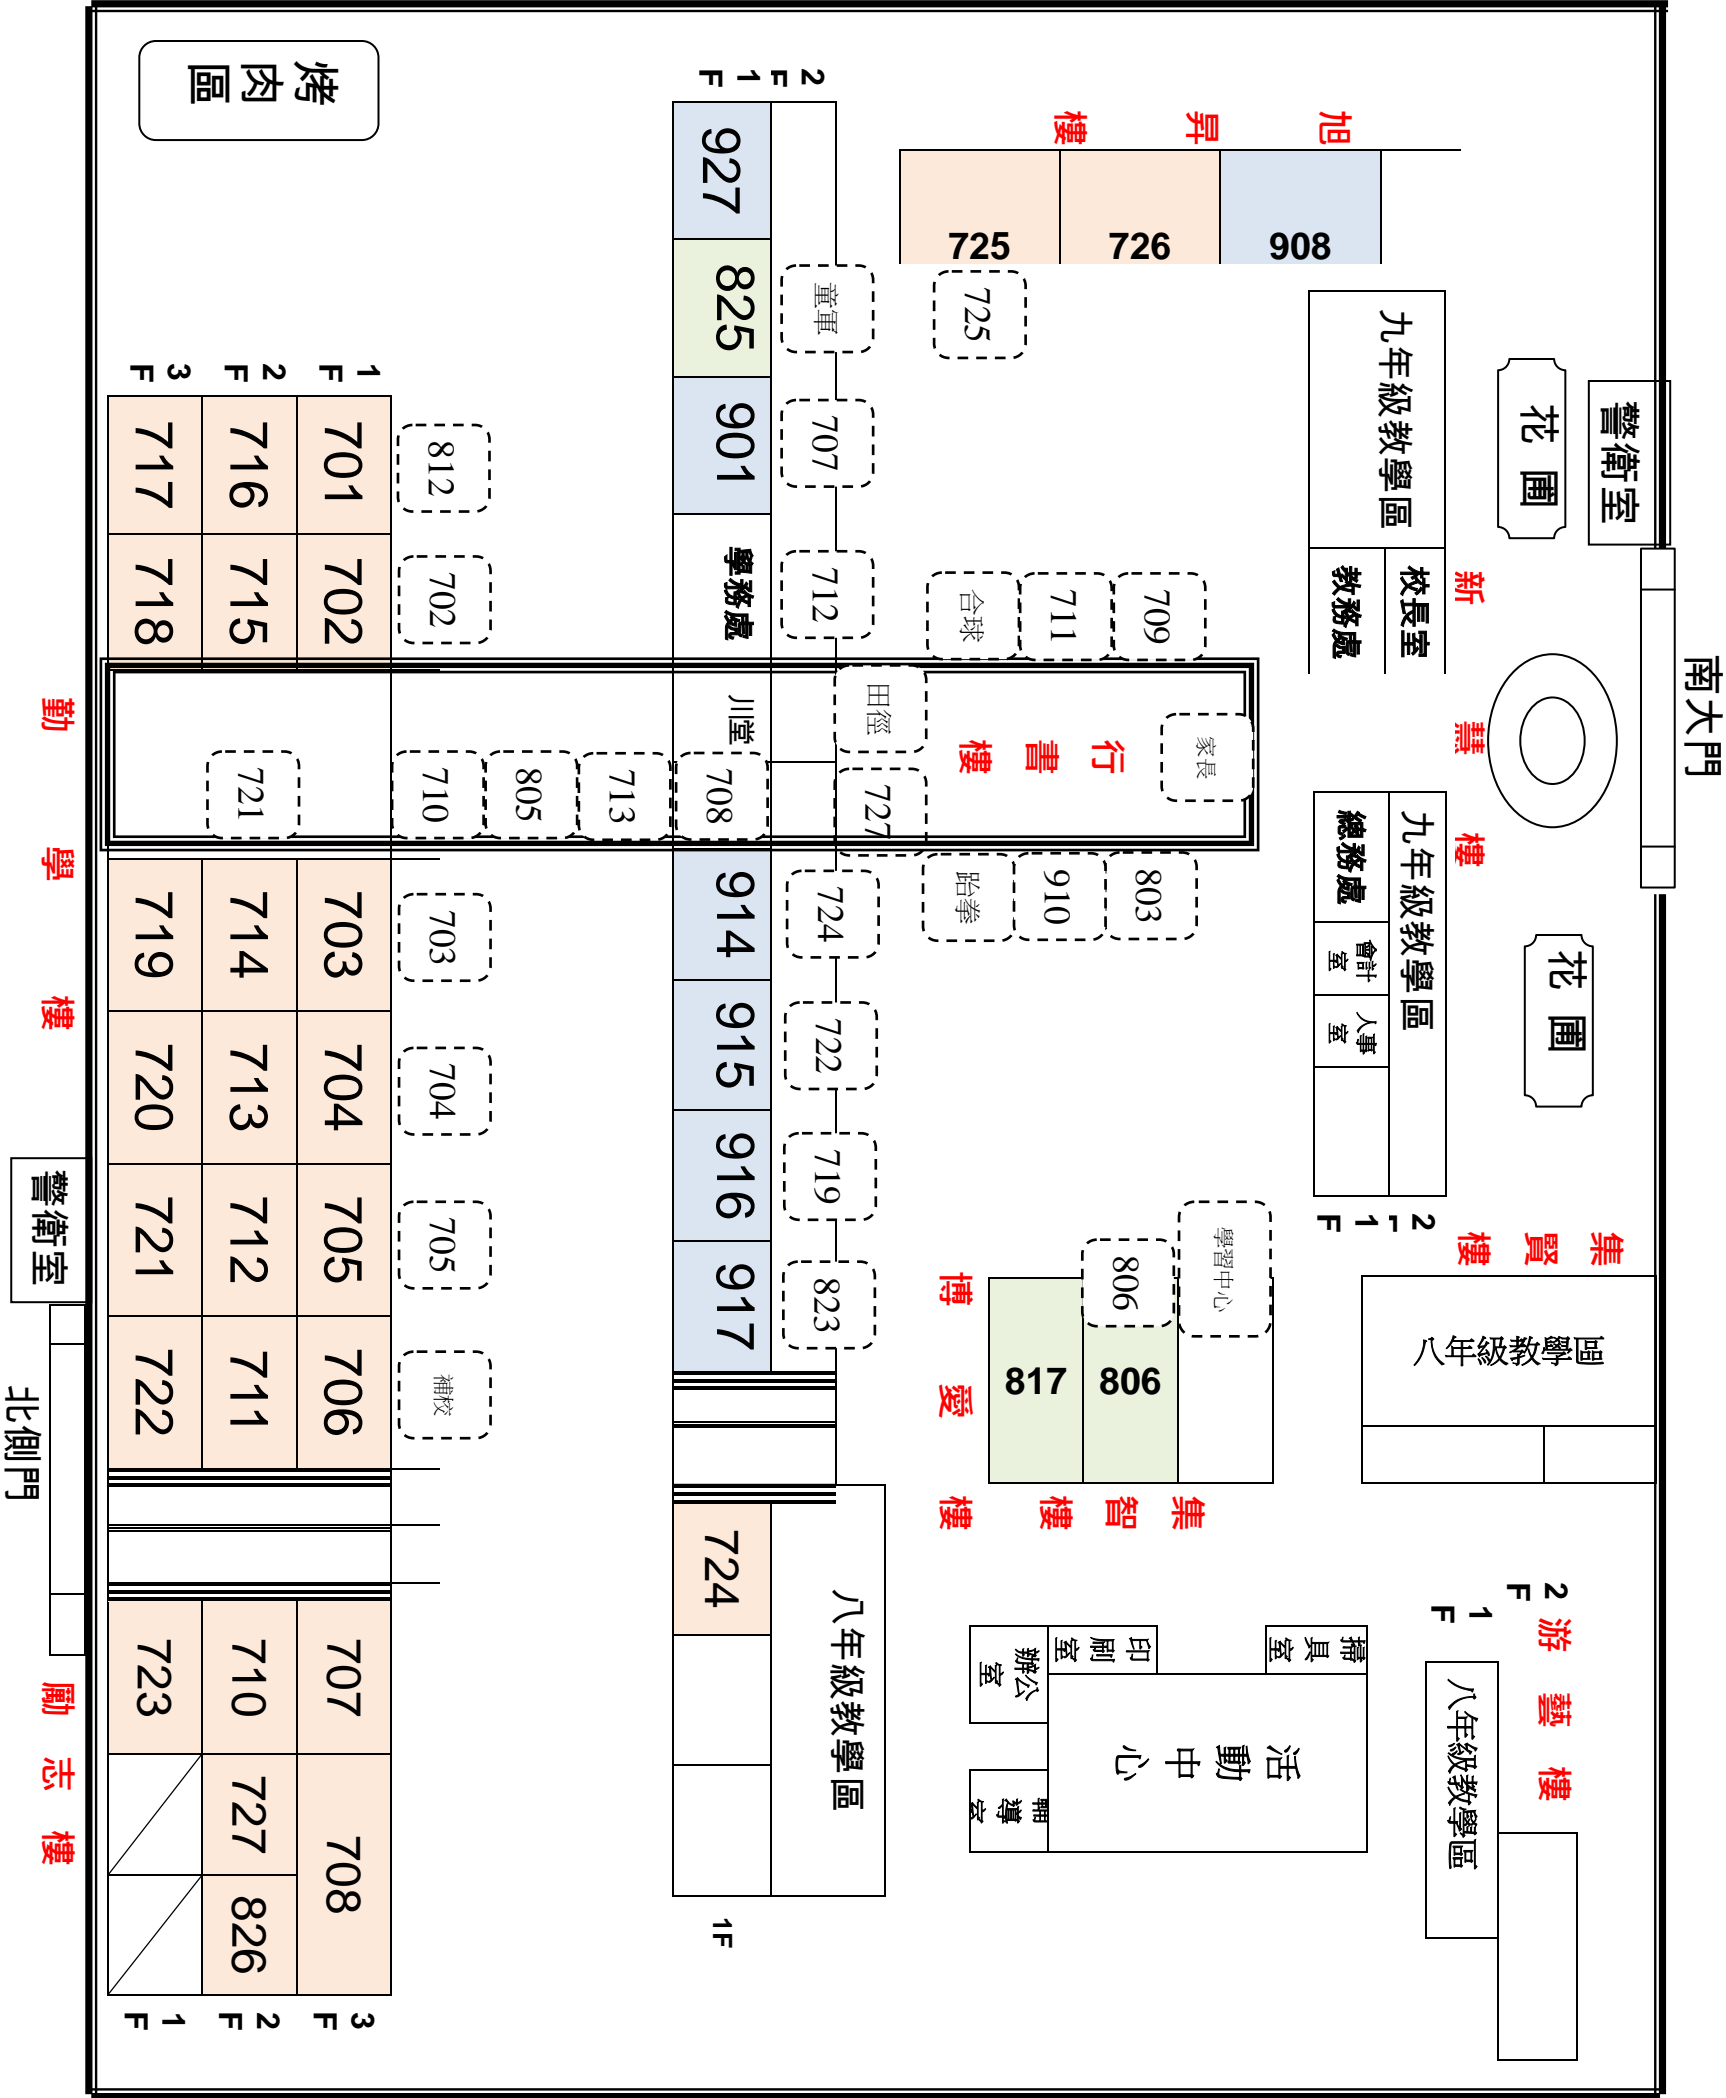 南大門
警衛室
花圃
花圃
新慧樓
九年級教學區
校長室
教務處
九年級教學區
總務處
會計室
人事室
2F
1F
集賢樓
八年級教學區
游藝樓
2F
1F
八年級教學區
旭昇樓
908
726
725
725
家長
709
711
合球
行書樓
803
910
跆拳
學習中心
806
806
817
博愛樓
集智樓
掃具室
印刷室
辦公室
活動中心
輔導室
2F
1F
927
825
901
學務處
川堂
914
915
916
917
724
八年級教學區
1F
童軍
707
712
田徑
727
724
722
719
823
708
713
805
710
721
812
702
703
704
705
補校
1F
2F
3F
701
702
703
704
705
706
707
708
3F
716
715
714
713
712
711
710
727
826
2F
717
718
719
720
721
722
723
1F
勤學樓
勵志樓
烤肉區
警衛室
北側門